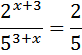 2^{x+3}/5^{3+x} = 2/5